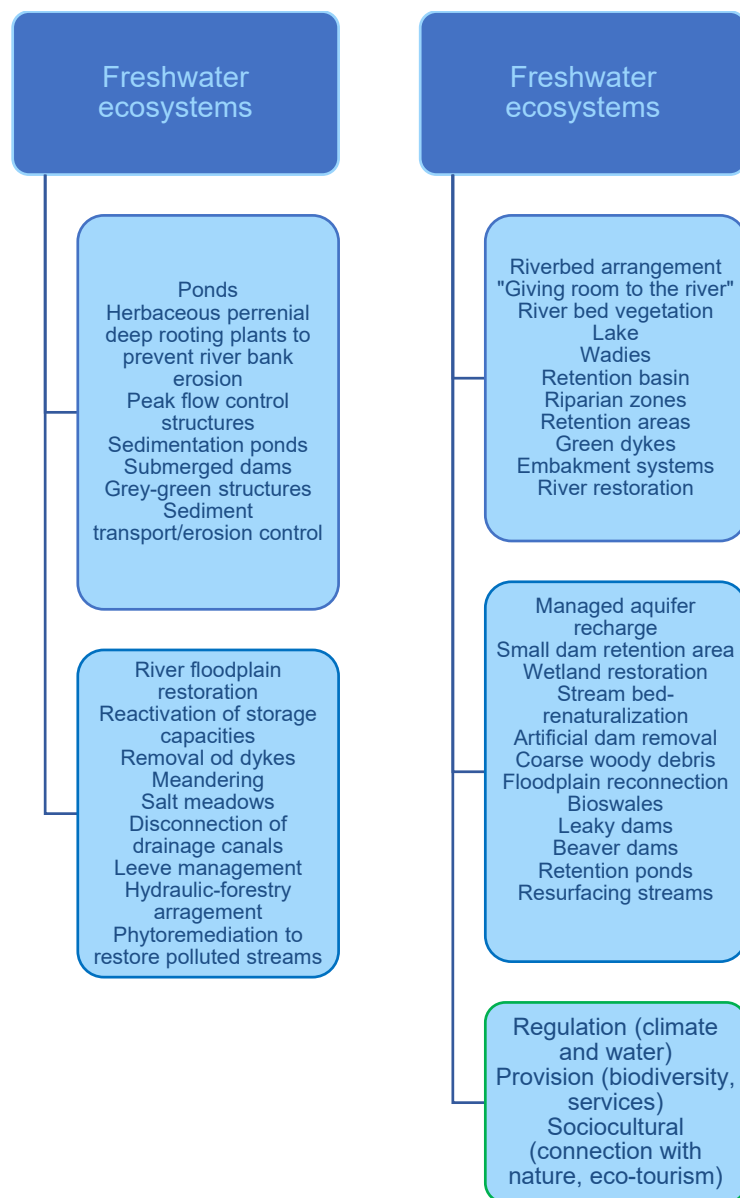 Freshwater
ecosystems
Ponds
Herbaceous perrenial
deep rooting plants to
prevent river bank
erosion
Peak flow control
structures
Sedimentation ponds
Submerged dams
Grey-green structures
Sediment
transport/erosion control
River floodplain
restoration
Reactivation of storage
capacities
Removal od dykes
Meandering
Salt meadows
Disconnection of
drainage canals
Leeve management
Hydraulic-forestry
arragement
Phytoremediation to
restore polluted streams
Freshwater
ecosystems
Riverbed arrangement
"Giving room to the river"
River bed vegetation
Lake
Wadies
Retention basin
Riparian zones
Retention areas
Green dykes
Embakment systems
River restoration
Managed aquifer
recharge
Small dam retention area
Wetland restoration
Stream bed-
renaturalization
Artificial dam removal
Coarse woody debris
Floodplain reconnection
Bioswales
Leaky dams
Beaver dams
Retention ponds
Resurfacing streams
Regulation (climate
and water)
Provision (biodiversity,
services)
Sociocultural
(connection with
nature, eco-tourism)